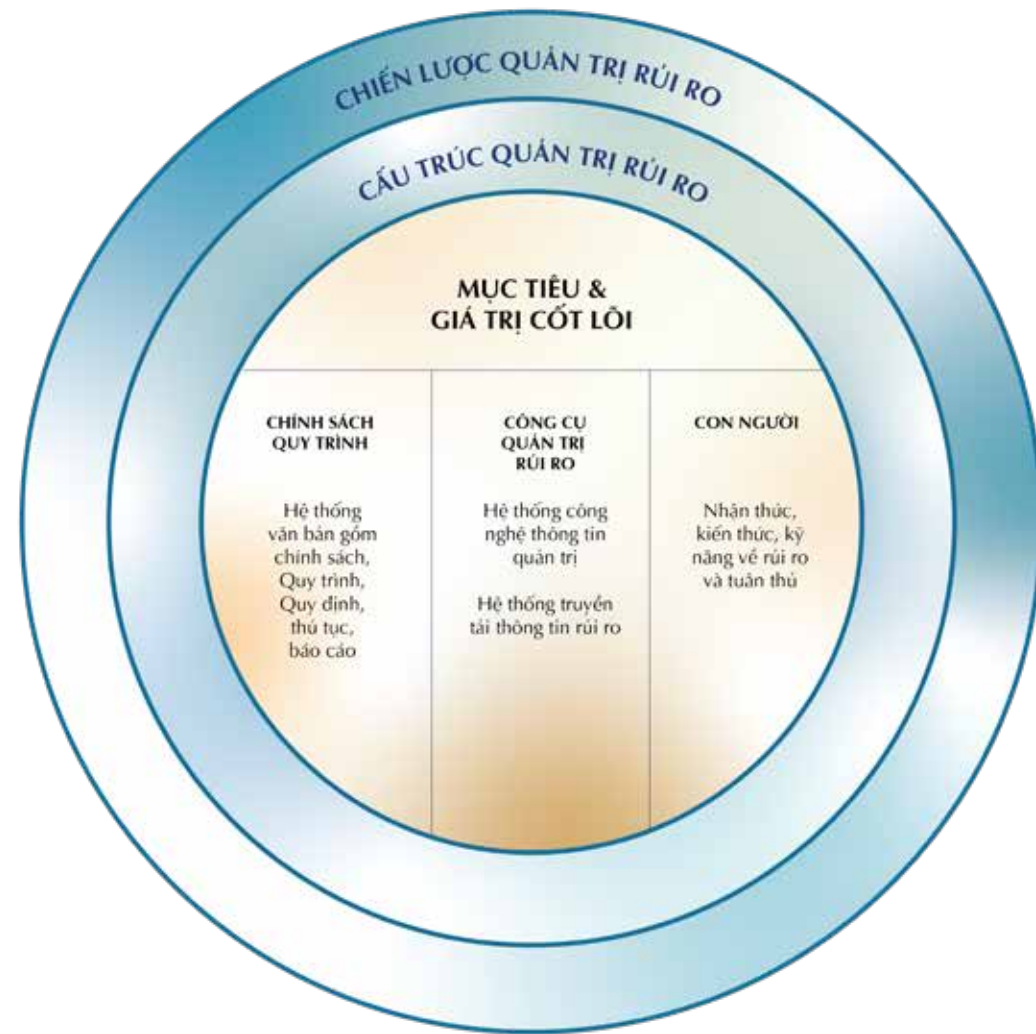 CHIẾN LƯỢC QUẢN TRỊ RỦI RO
CẤU TRÚC QUẢN TRỊ RỦI RO
MỤC TIÊU &
GIÁ TRỊ CỐT LÕI
CHÍNH SÁCH
QUY TRÌNH
Hệ thống
văn bản gồm
chính sách,
Quy trình,
Quy định,
thủ tục,
báo cáo
CÔNG CỤ
QUẢN TRỊ
RỦI RO
Hệ thống công
nghệ thông tin
quản trị
Hệ thống truyền
tải thông tin rủi ro
CON NGƯỜI
Nhận thức,
kiến thức, kỹ
năng về rủi ro
và tuân thủ